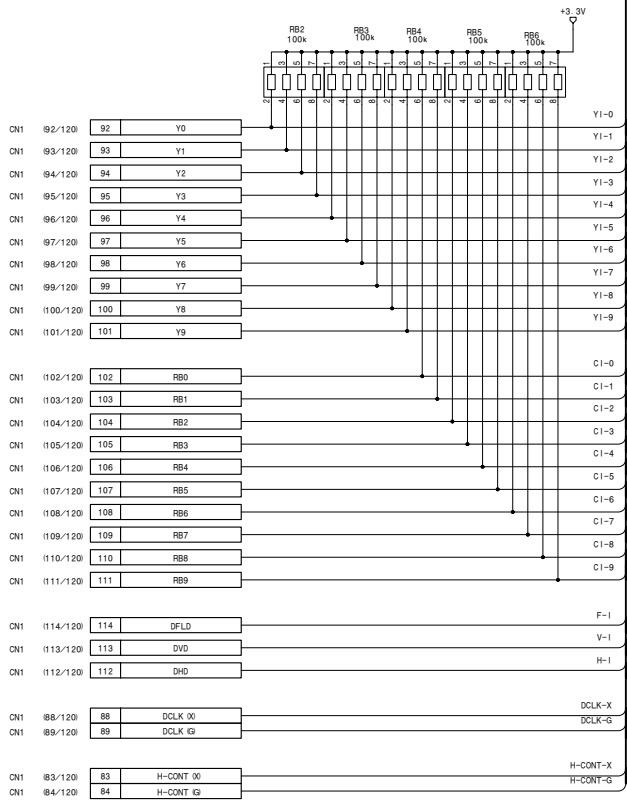 +3.3V
RB2 RB3 RB4 RB5 RB6
100k 100k 100k 100k 100k
1 3 5 7 1 3 5 7 1 3 5 7 1 3 5 7 1 3 5 7
2 4 6 8 2 4 6 8 2 4 6 8 2 4 6 8 2 4 6 8
YI-0
CN1 (92/120) 92 Y0
YI-1
CN1 (93/120) 93 Y1
YI-2
CN1 (94/120) 94 Y2
YI-3
CN1 (95/120) 95 Y3
YI-4
CN1 (96/120) 96 Y4
YI-5
CN1 (97/120) 97 Y5
YI-6
CN1 (98/120) 98 Y6
YI-7
CN1 (99/120) 99 Y7
YI-8
CN1 (100/120) 100 Y8
YI-9
CN1 (101/120) 101 Y9
CI-0
CN1 (102/120) 102 RB0
CI-1
CN1 (103/120) 103 RB1
CI-2
CN1 (104/120) 104 RB2
CI-3
CN1 (105/120) 105 RB3
CI-4
CN1 (106/120) 106 RB4
CI-5
CN1 (107/120) 107 RB5
CI-6
CN1 (108/120) 108 RB6
CI-7
CN1 (109/120) 109 RB7
CI-8
CN1 (110/120) 110 RB8
CI-9
CN1 (111/120) 111 RB9
F-I
CN1 (114/120) 114 DFLD
V-I
CN1 (113/120) 113 DVD
H-I
CN1 (112/120) 112 DHD
DCLK-X
CN1 (88/120) 88 DCLK (X)
DCLK-G
CN1 (89/120) 89 DCLK (G)
H-CONT-X
CN1 (83/120) 83 H-CONT (X)
H-CONT-G
CN1 (84/120) 84 H-CONT (G)